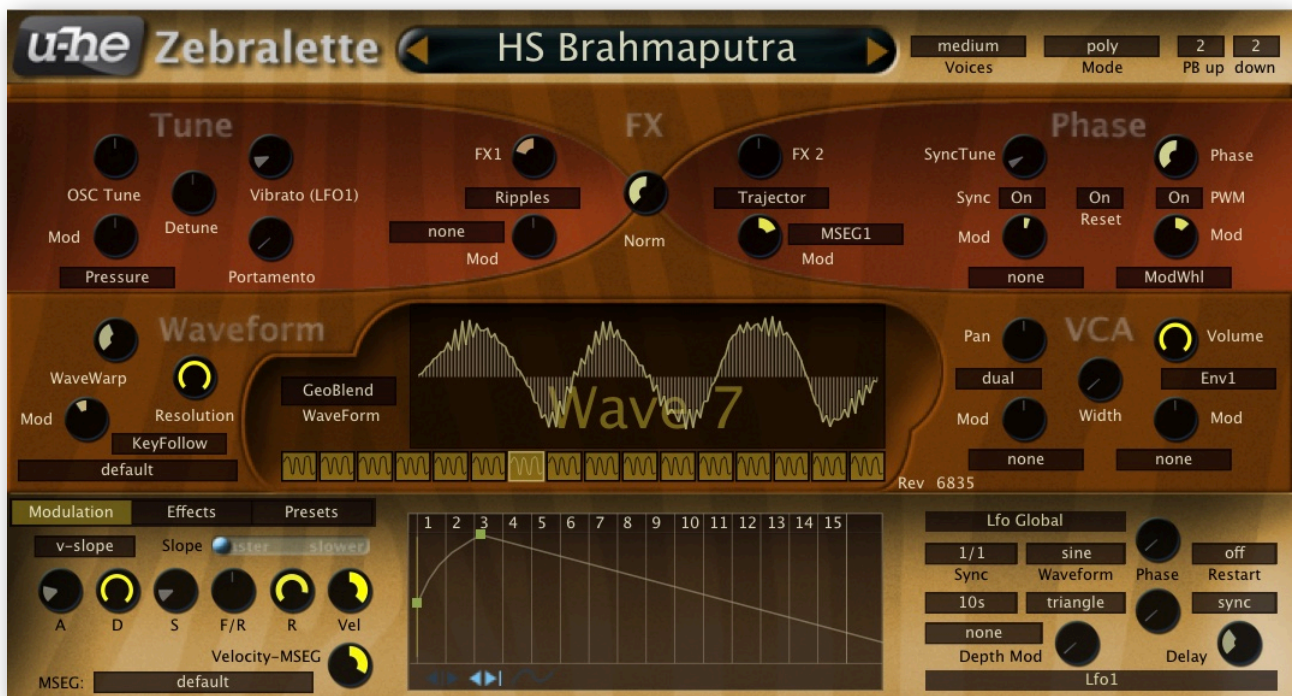 u-he Zebralette HS Brahmaputra medium poly 2 2
Voices Mode PB up down
Tune FX Phase
OSC Tune Vibrato (LFO1) FX1 FX 2 SyncTune Phase
Detune Ripples Trajector Sync On On On PWM
Reset
Mod none Norm MSEG1 Mod Mod
Mod Mod
Pressure Portamento none ModWhl
Waveform Pan VCA Volume
WaveWarp GeoBlend dual Env1
Resolution WaveForm Wave 7 Width
Mod Mod Mod
KeyFollow none none
default
Rev 6835
Modulation Effects Presets
v-slope Slope slower
A D S F/R R Vel
Velocity-MSEG
MSEG: default
1 2 3 4 5 6 7 8 9 10 11 12 13 14 15
Lfo Global
1/1 sine off
Sync Waveform Phase Restart
10s triangle sync
none
Depth Mod Delay
Lfo1